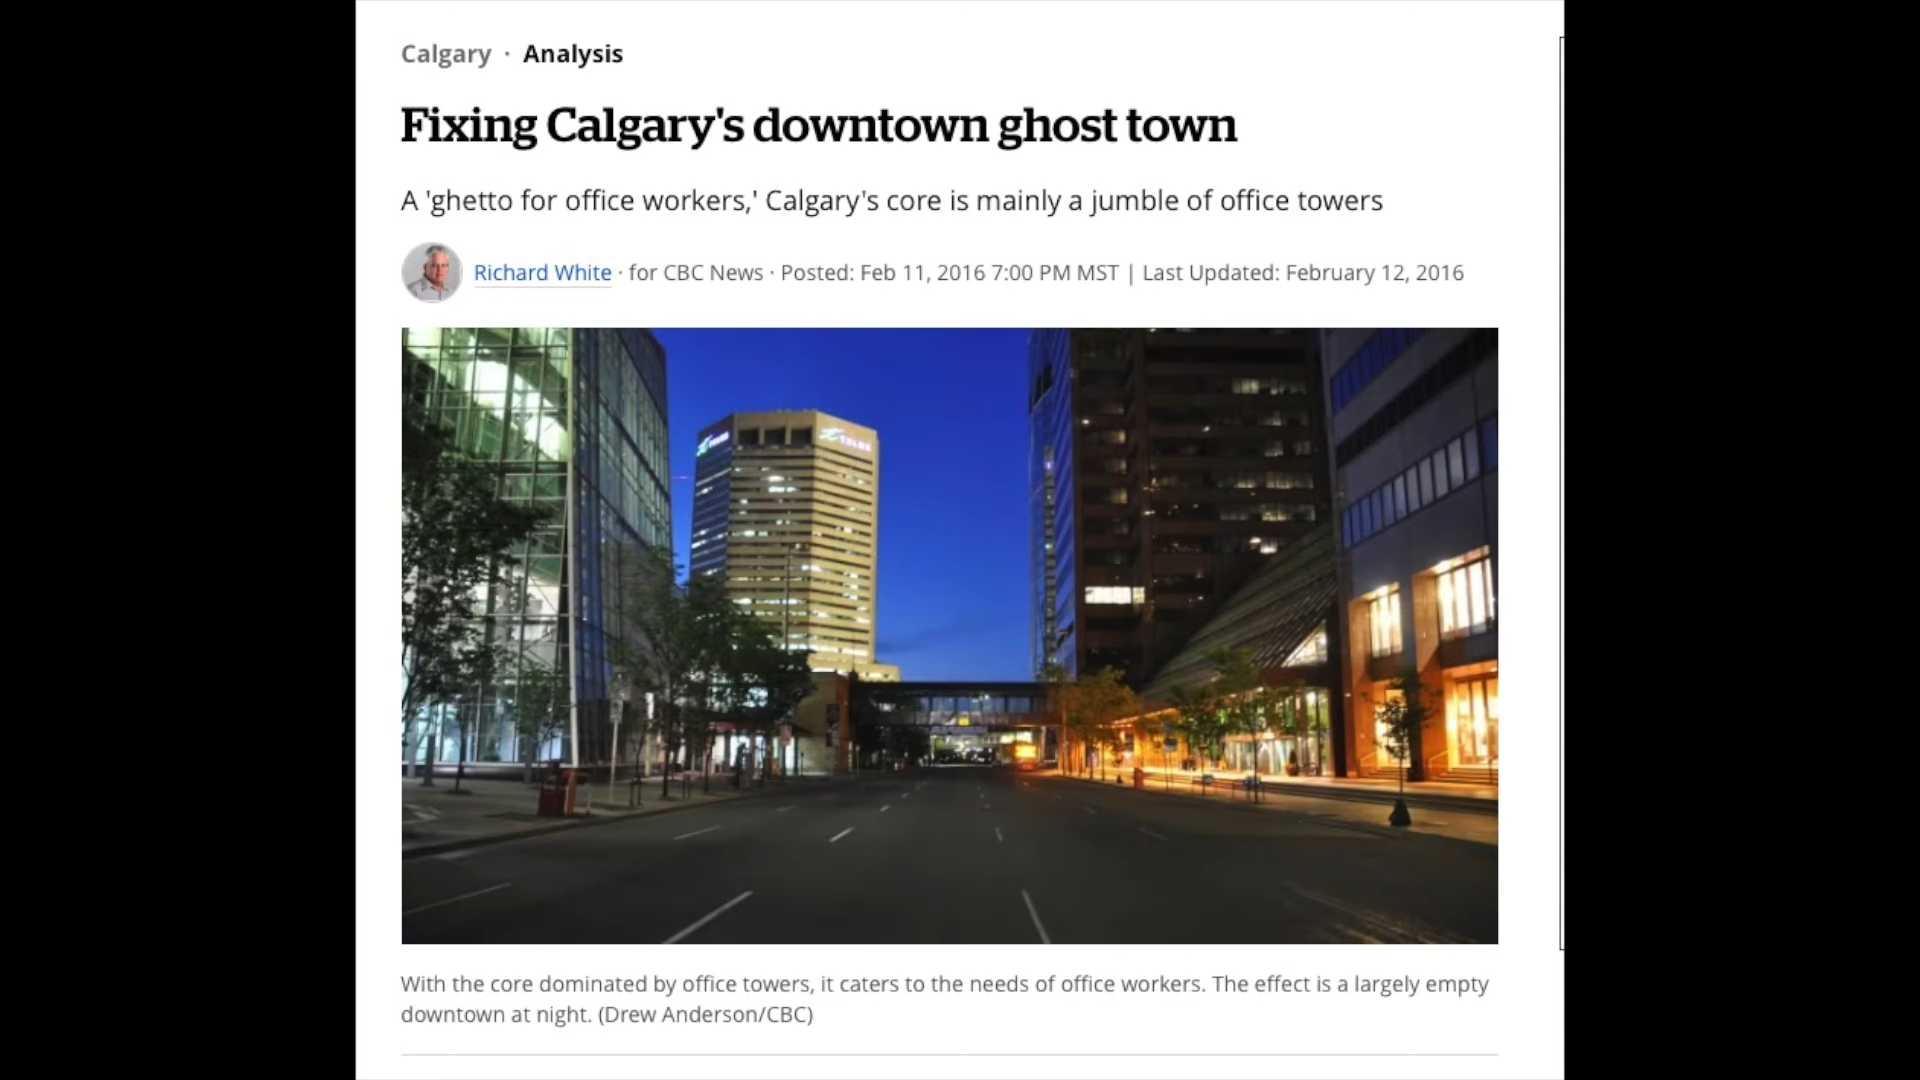 Calgary · Analysis
Fixing Calgary's downtown ghost town
A 'ghetto for office workers,' Calgary's core is mainly a jumble of office towers
Richard White · for CBC News · Posted: Feb 11, 2016 7:00 PM MST | Last Updated: February 12, 2016
TELUS
With the core dominated by office towers, it caters to the needs of office workers. The effect is a largely empty
downtown at night. (Drew Anderson/CBC)